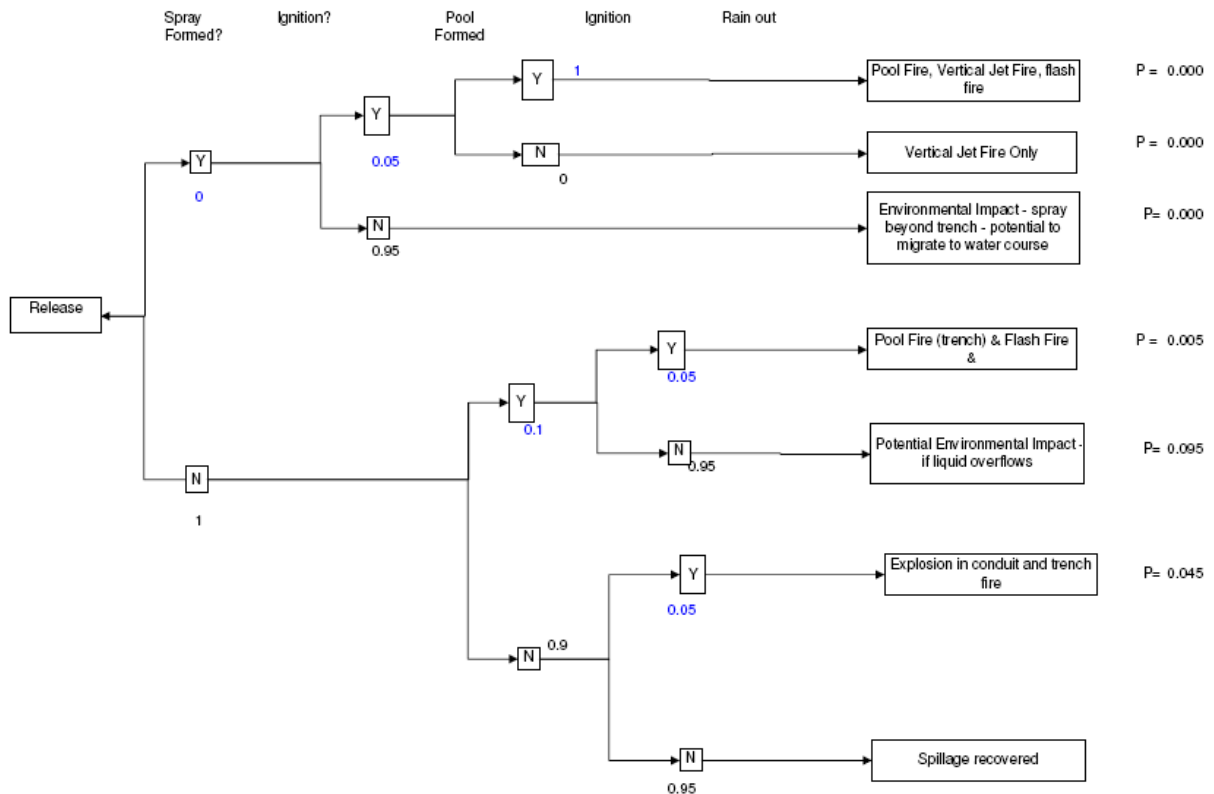 Spray
Formed?
Ignition?
Pool
Formed
Ignition
Rain out
Y
1
Pool Fire, Vertical Jet Fire, flash
fire
P = 0.000
Y
0.05
N
0
Vertical Jet Fire Only
P = 0.000
Y
0
N
0.95
Environmental Impact - spray
beyond trench - potential to
migrate to water course
P= 0.000
Release
Y
0.05
Pool Fire (trench) & Flash Fire
&
P = 0.005
Y
0.1
N
0.95
Potential Environmental Impact -
if liquid overflows
P= 0.095
N
1
Y
0.05
Explosion in conduit and trench
fire
P= 0.045
N
0.9
N
0.95
Spillage recovered